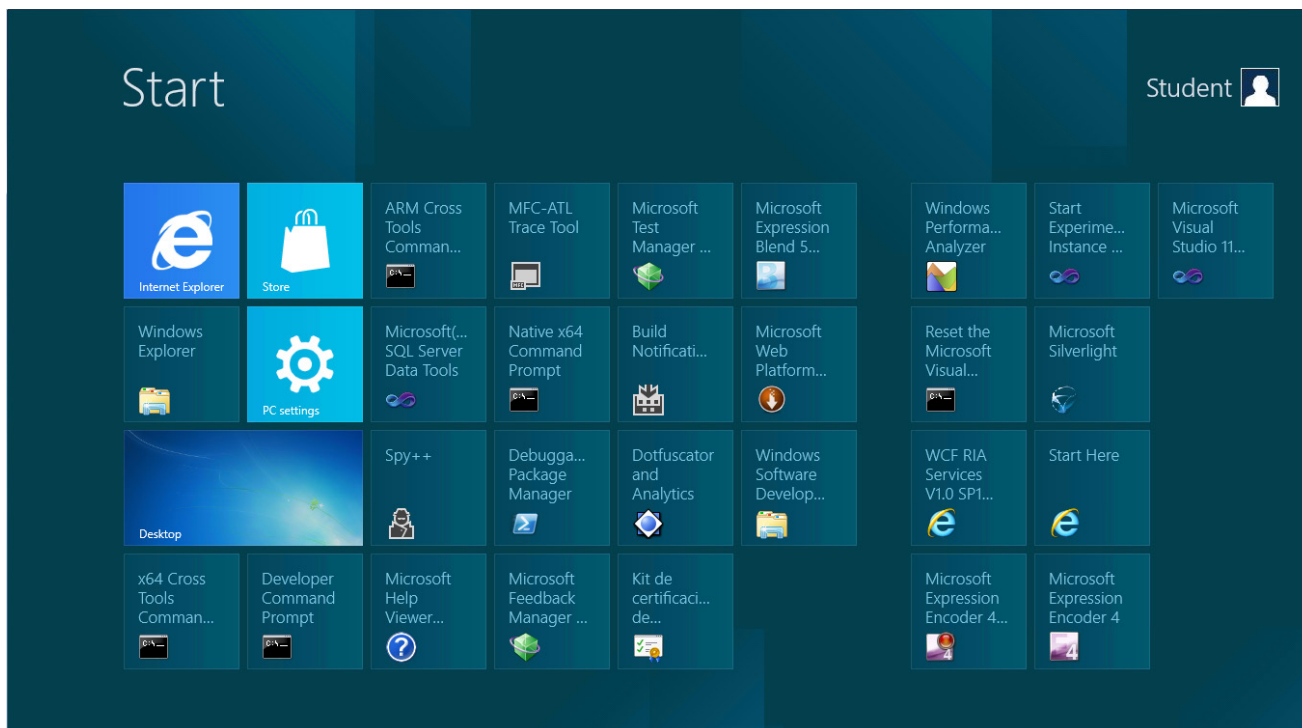 Start
Student
Internet Explorer
Store
ARM Cross
Tools
Comman...
MFC-ATL
Trace Tool
Microsoft
Test
Manager ...
Microsoft
Expression
Blend 5...
Windows
Performa...
Analyzer
Start
Experime...
Instance ...
Microsoft
Visual
Studio 11...
Windows
Explorer
PC settings
Microsoft(...
SQL Server
Data Tools
Native x64
Command
Prompt
Build
Notificati...
Microsoft
Web
Platform...
Reset the
Microsoft
Visual...
Microsoft
Silverlight
Desktop
Spy++
Debugga...
Package
Manager
Dotfuscator
and
Analytics
Windows
Software
Develop...
WCF RIA
Services
V1.0 SP1...
Start Here
x64 Cross
Tools
Comman...
Developer
Command
Prompt
Microsoft
Help
Viewer...
Microsoft
Feedback
Manager ...
Kit de
certificaci...
de...
Microsoft
Expression
Encoder 4...
Microsoft
Expression
Encoder 4